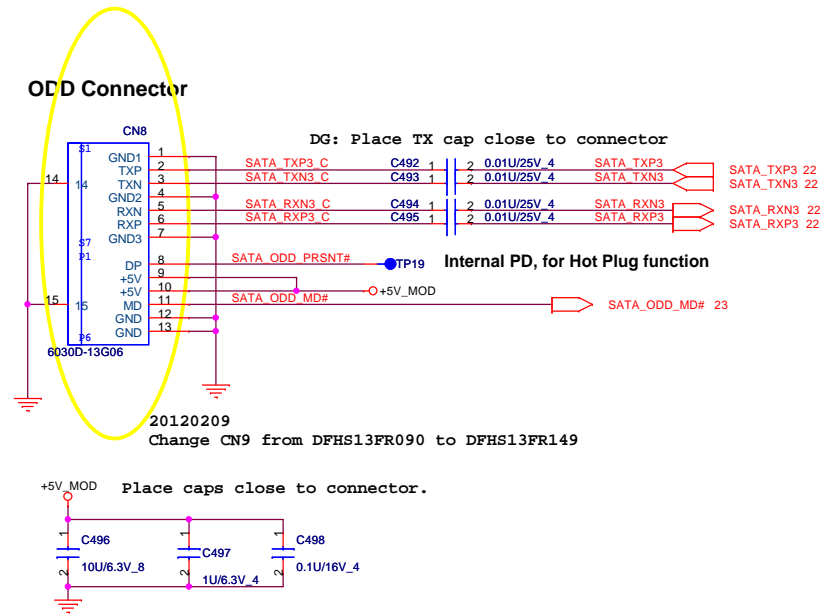 ODD Connector
CN8
DG: Place TX cap close to connector
S1
GND1 1
TXP 2 SATA_TXP3_C C492 1 2 0.01U/25V_4 SATA_TXP3 SATA_TXP3 22
14 14 TXN 3 SATA_TXN3_C C493 1 2 0.01U/25V_4 SATA_TXN3 SATA_TXN3 22
GND2 4
RXN 5 SATA_RXN3_C C494 1 2 0.01U/25V_4 SATA_RXN3 SATA_RXN3 22
RXP 6 SATA_RXP3_C C495 1 2 0.01U/25V_4 SATA_RXP3 SATA_RXP3 22
GND3 7
S7
P1
DP 8 SATA_ODD_PRSNT# TP19 Internal PD, for Hot Plug function
+5V 9
+5V 10 +5V_MOD
15 15 MD 11 SATA_ODD_MD# SATA_ODD_MD# 23
GND 12
P6 GND 13
6030D-13G06
20120209
Change CN9 from DFHS13FR090 to DFHS13FR149
+5V_MOD Place caps close to connector.
1 C496 2 10U/6.3V_8
1 C497 2 1U/6.3V_4
1 C498 2 0.1U/16V_4